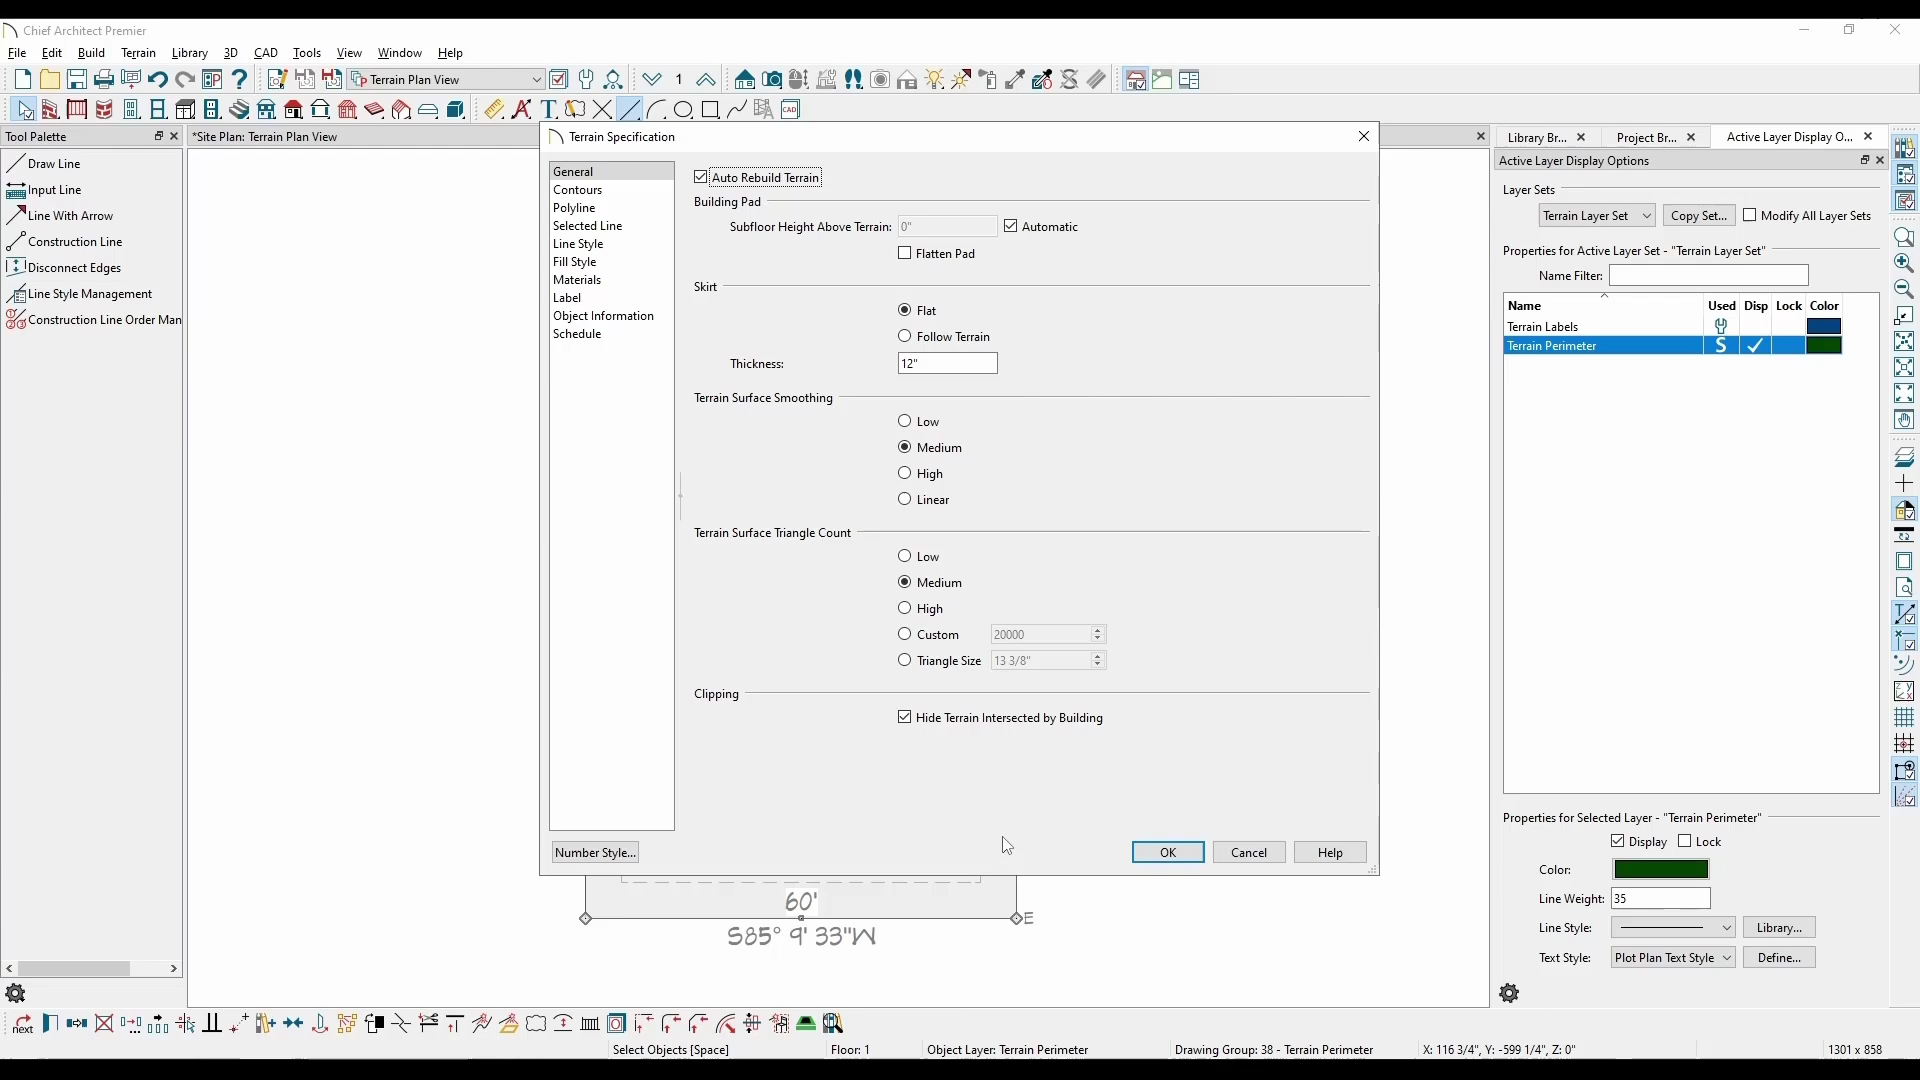 Chief Architect Premier
File Edit Build Terrain Library 3D CAD Tools View Window Help
Terrain Plan View
1
T
CAD
Tool Palette
*Site Plan: Terrain Plan View
Draw Line
Input Line
Line With Arrow
Construction Line
Disconnect Edges
Line Style Management
Construction Line Order Man
Terrain Specification
General
Contours
Polyline
Selected Line
Line Style
Fill Style
Materials
Label
Object Information
Schedule
Auto Rebuild Terrain
Building Pad
Subfloor Height Above Terrain: 0" Automatic
Flatten Pad
Skirt
Flat
Follow Terrain
Thickness: 12"
Terrain Surface Smoothing
Low
Medium
High
Linear
Terrain Surface Triangle Count
Low
Medium
High
Custom 20000
Triangle Size 13 3/8"
Clipping
Hide Terrain Intersected by Building
Number Style... OK Cancel Help
60'
E
S85° 9' 33"W
Library Br... Project Br... Active Layer Display O...
Active Layer Display Options
Layer Sets
Terrain Layer Set Copy Set... Modify All Layer Sets
Properties for Active Layer Set - "Terrain Layer Set"
Name Filter:
Name Used Disp Lock Color
Terrain Labels
Terrain Perimeter S
Properties for Selected Layer - "Terrain Perimeter"
Display Lock
Color:
Line Weight: 35
Line Style: Library...
Text Style: Plot Plan Text Style Define...
next
Select Objects [Space] Floor: 1 Object Layer: Terrain Perimeter Drawing Group: 38 - Terrain Perimeter X: 116 3/4", Y: -599 1/4", Z: 0" 1301 x 858